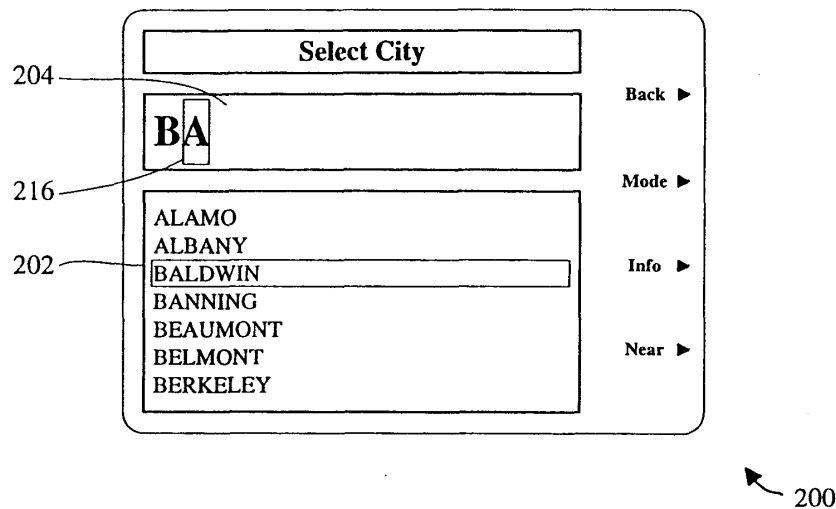 Select City
204
Back ▶
BA
216
Mode ▶
ALAMO
ALBANY
202
BALDWIN
Info ▶
BANNING
BEAUMONT
BELMONT
Near ▶
BERKELEY
200